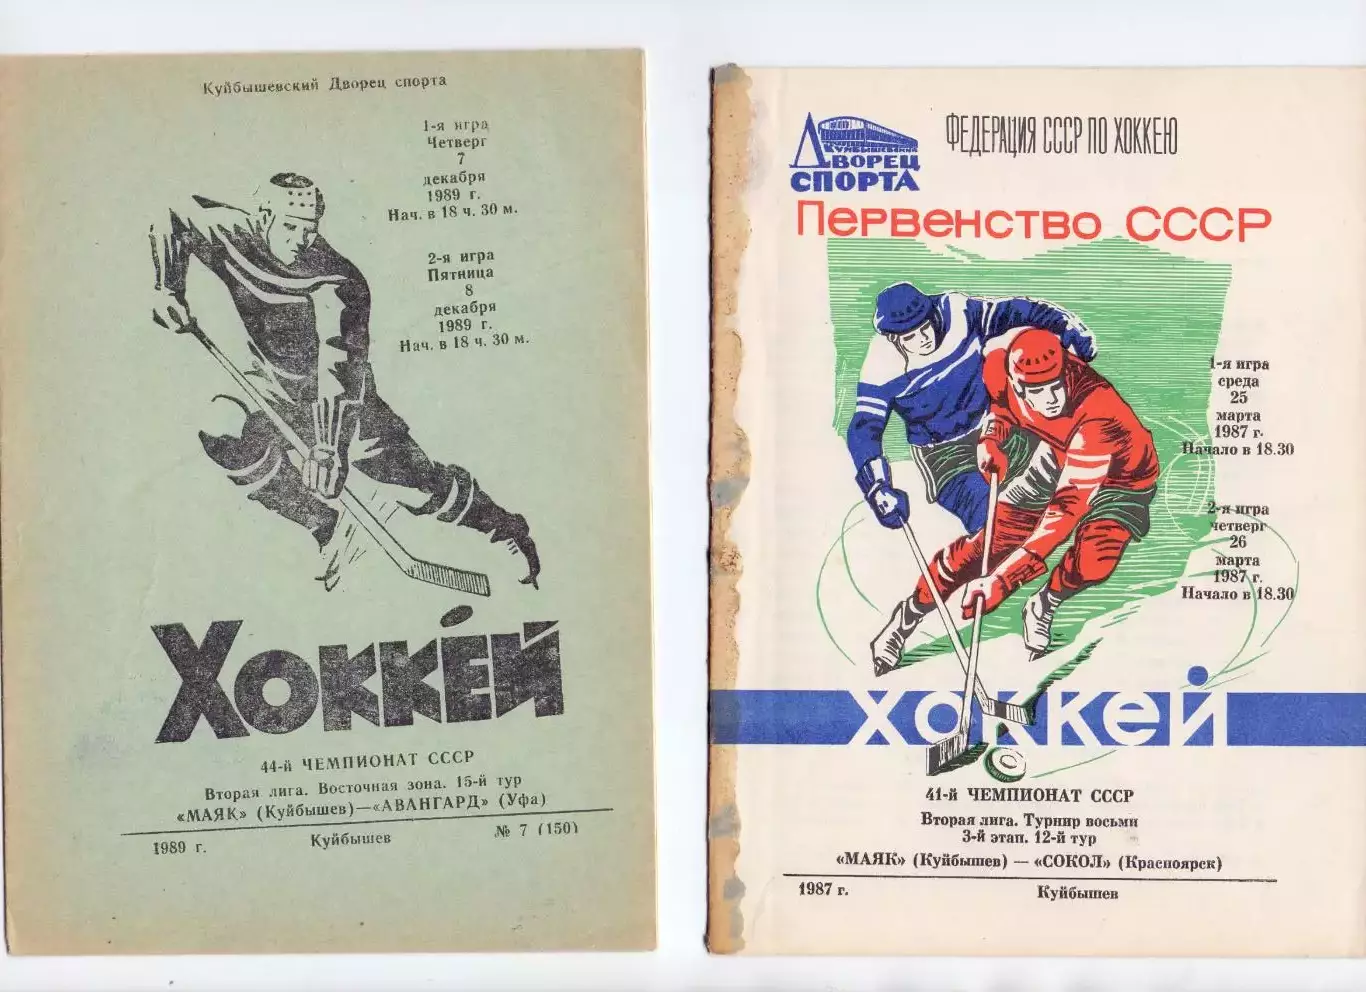 Куйбышевский Дворец спорта
1-я игра
Четверг
7
декабря
1989 г.
Нач. в 18 ч. 30 м.
2-я игра
Пятница
8
декабря
1989 г.
Нач. в 18 ч. 30 м.
ХОККЕЙ
44-й ЧЕМПИОНАТ СССР
Вторая лига. Восточная зона. 15-й тур
«МАЯК» (Куйбышев)—«АВАНГАРД» (Уфа)
1989 г.
Куйбышев
№ 7 (150)
КУЙБЫШЕВСКИЙ
ДВОРЕЦ
СПОРТА
ФЕДЕРАЦИЯ СССР ПО ХОККЕЮ
Первенство СССР
1-я игра
среда
25
марта
1987 г.
Начало в 18.30
2-я игра
четверг
26
марта
1987 г.
Начало в 18.30
хоккей
41-й ЧЕМПИОНАТ СССР
Вторая лига. Турнир восьми
3-й этап. 12-й тур
«МАЯК» (Куйбышев) — «СОКОЛ» (Красноярск)
1987 г.
Куйбышев